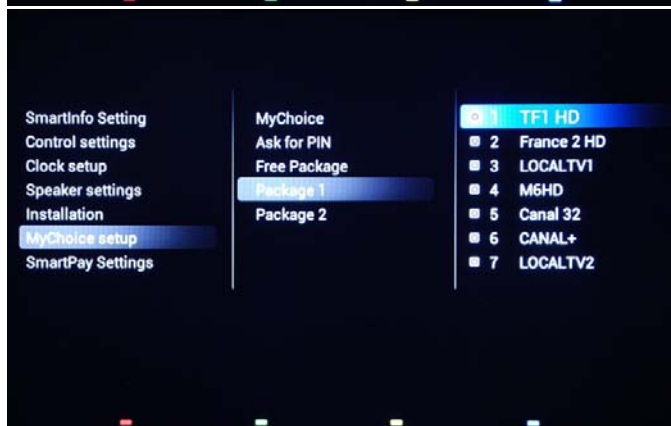 SmartInfo Setting
Control settings
Clock setup
Speaker settings
Installation
MyChoice setup
SmartPay Settings
MyChoice
Ask for PIN
Free Package
Package 1
Package 2
1 TF1 HD
2 France 2 HD
3 LOCALTV1
4 M6HD
5 Canal 32
6 CANAL+
7 LOCALTV2